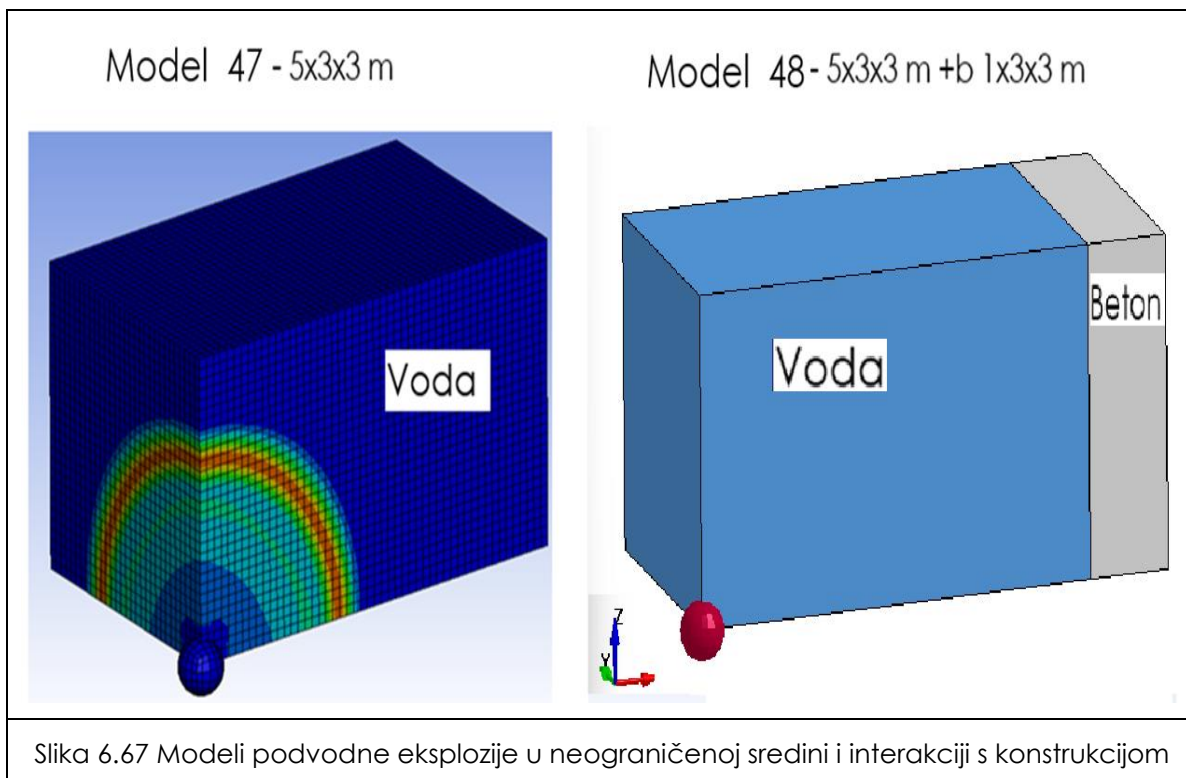 Model 47 - 5x3x3 m
Model 48 - 5x3x3 m +b 1x3x3 m
Voda
Voda
Beton
Z
Y
Slika 6.67 Modeli podvodne eksplozije u neograničenoj sredini i interakciji s konstrukcijom